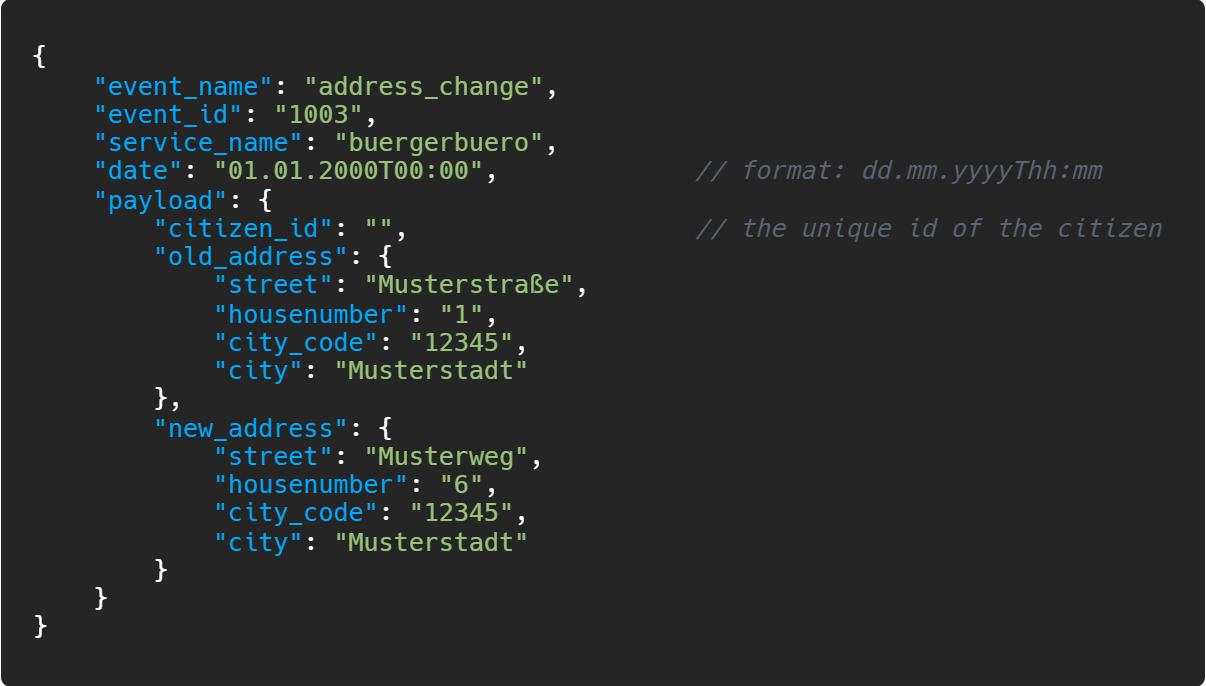 {
    "event_name": "address_change",
    "event_id": "1003",
    "service_name": "buergerbuero",
    "date": "01.01.2000T00:00",             // format: dd.mm.yyyyThh:mm
    "payload": {
        "citizen_id": "",                   // the unique id of the citizen
        "old_address": {
            "street": "Musterstraße",
            "housenumber": "1",
            "city_code": "12345",
            "city": "Musterstadt"
        },
        "new_address": {
            "street": "Musterweg",
            "housenumber": "6",
            "city_code": "12345",
            "city": "Musterstadt"
        }
    }
}